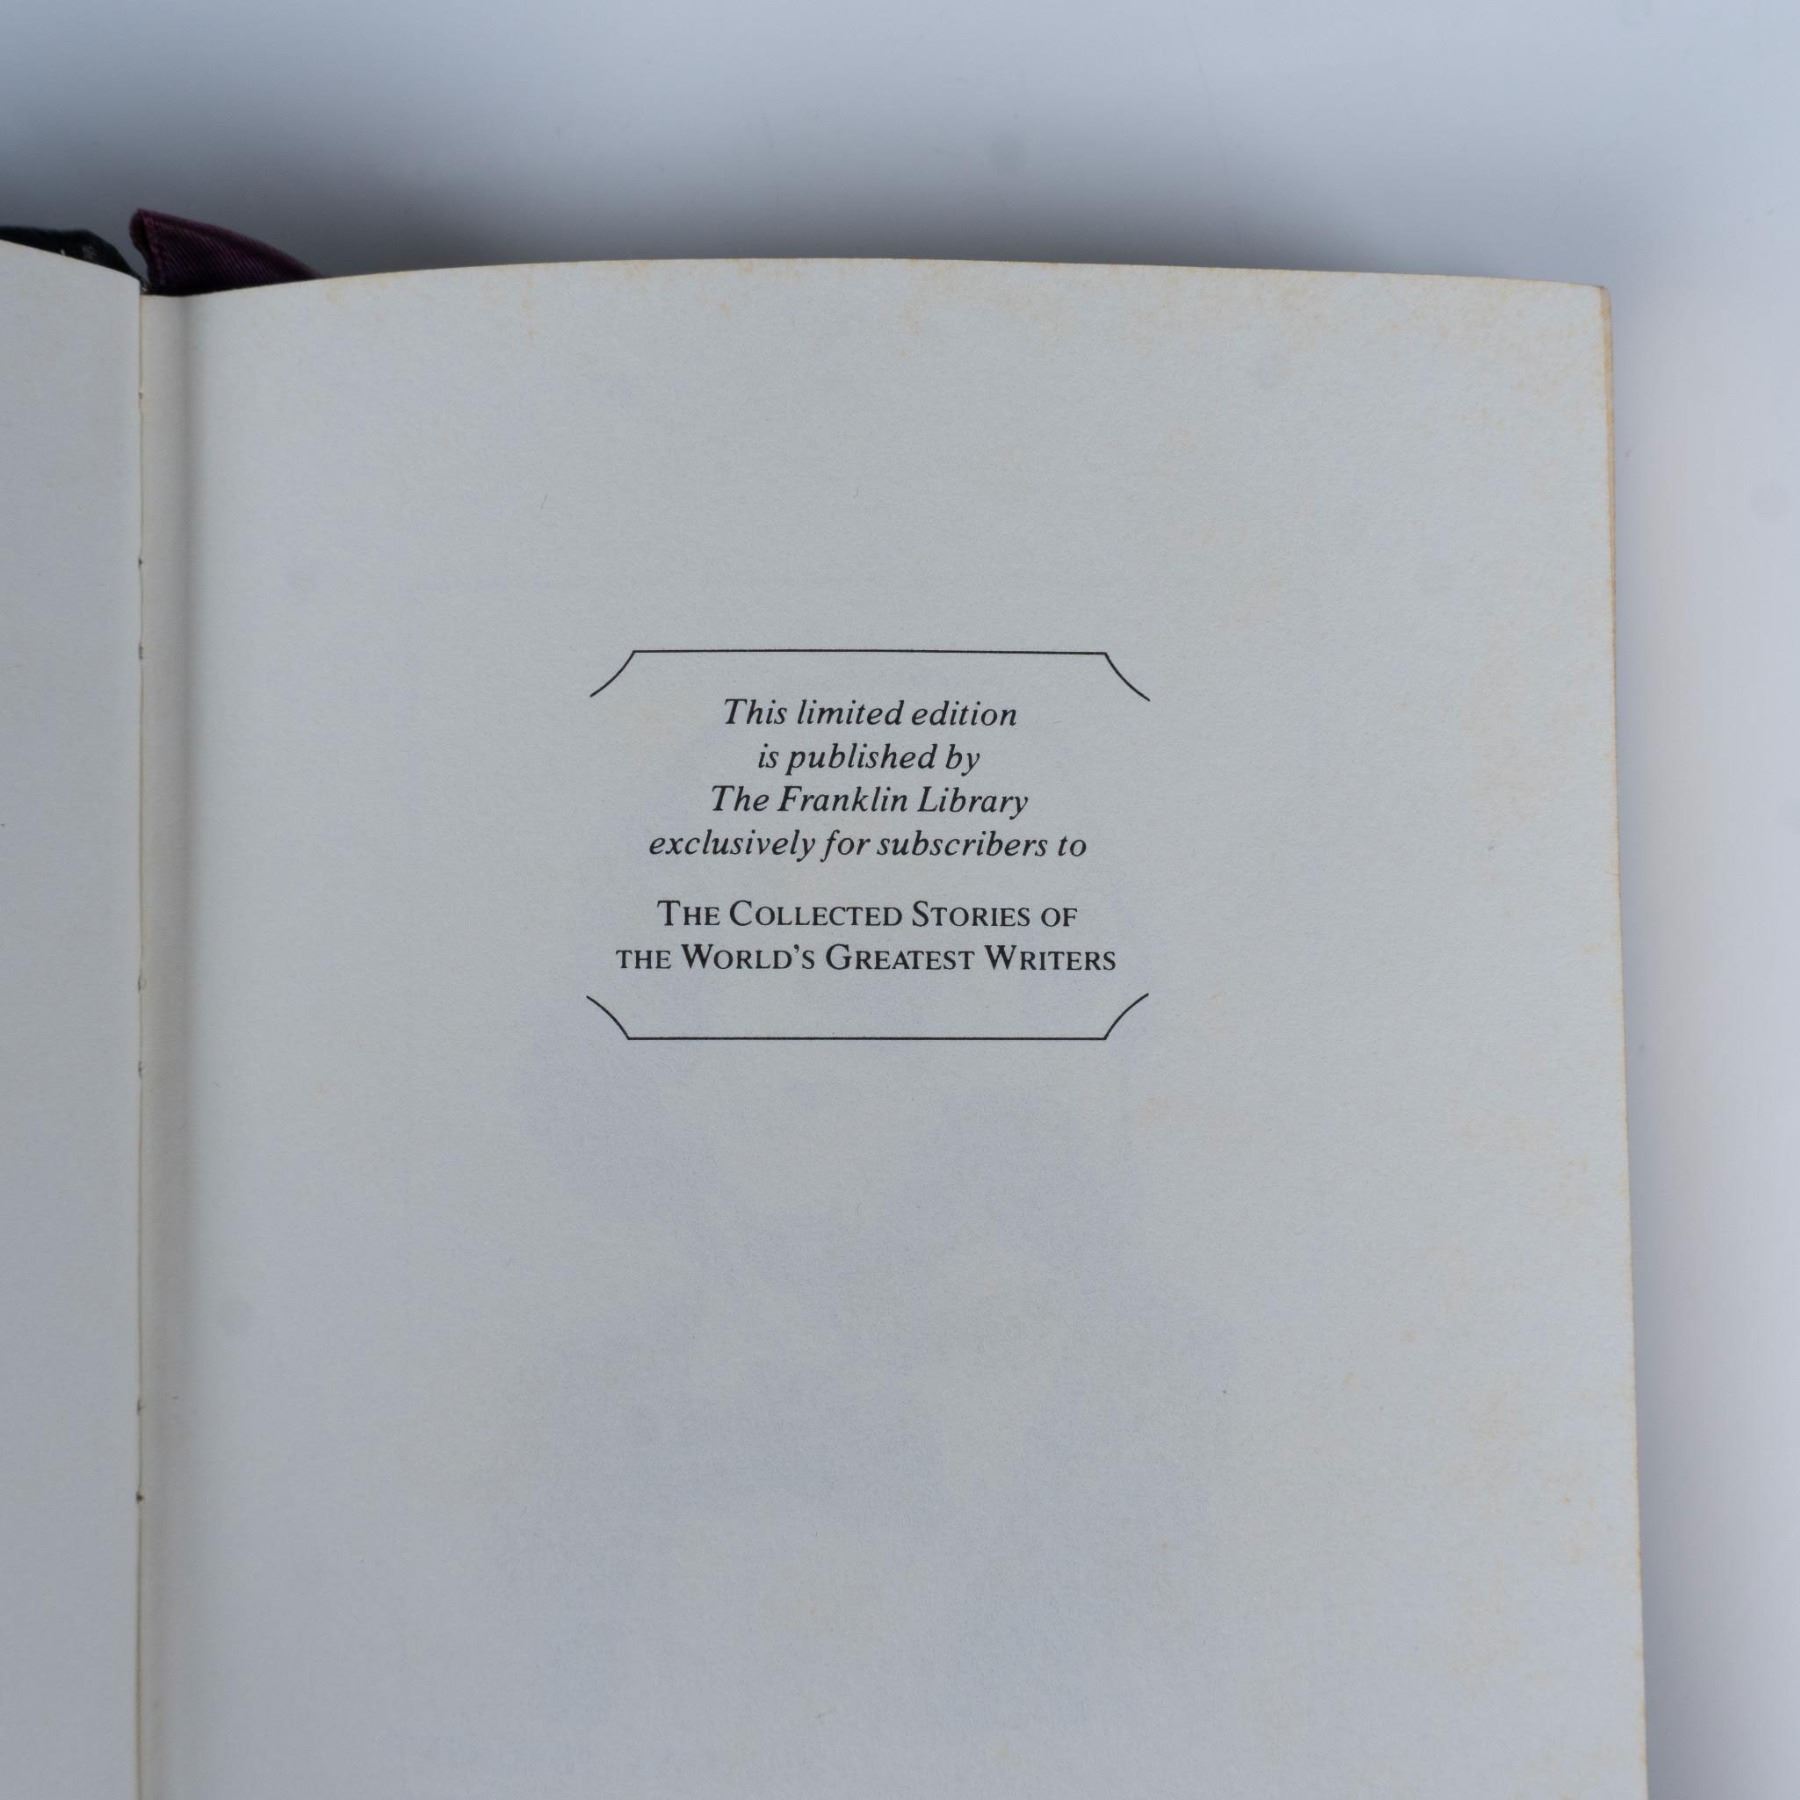 This limited edition
is published by
The Franklin Library
exclusively for subscribers to
THE COLLECTED STORIES OF
THE WORLD'S GREATEST WRITERS